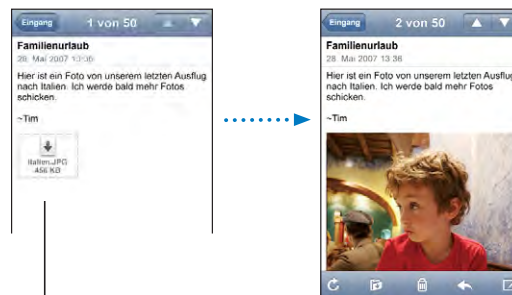 Eingang 1 von 50
Familienurlaub
28. Mai 2007 13:36
Hier ist ein Foto von unserem letzten Ausflug
nach Italien. Ich werde bald mehr Fotos
schicken.
~Tim
Italien.JPG
456 KB
Eingang 2 von 50
Familienurlaub
28. Mai 2007 13:36
Hier ist ein Foto von unserem letzten Ausflug
nach Italien. Ich werde bald mehr Fotos
schicken.
~Tim